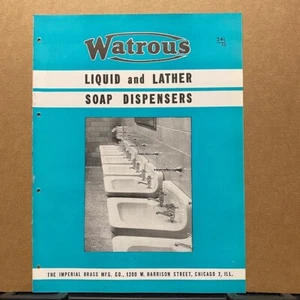 Watrous
LIQUID and LATHER
SOAP DISPENSERS
THE IMPERIAL BRASS MFG. CO., 1200 W. HARRISON STREET, CHICAGO 7, ILL.